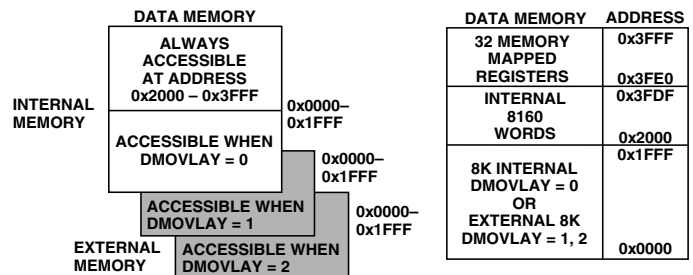 DATA MEMORY
ALWAYS
ACCESSIBLE
AT ADDRESS
0x2000 – 0x3FFF
INTERNAL
MEMORY
0x0000–
0x1FFF
ACCESSIBLE WHEN
DMOVLAY = 0
0x0000–
0x1FFF
ACCESSIBLE WHEN
DMOVLAY = 1
0x0000–
0x1FFF
EXTERNAL
MEMORY
ACCESSIBLE WHEN
DMOVLAY = 2
DATA MEMORY ADDRESS
32 MEMORY
MAPPED
REGISTERS
0x3FFF
0x3FE0
INTERNAL
8160
WORDS
0x3FDF
0x2000
8K INTERNAL
DMOVLAY = 0
OR
EXTERNAL 8K
DMOVLAY = 1, 2
0x1FFF
0x0000